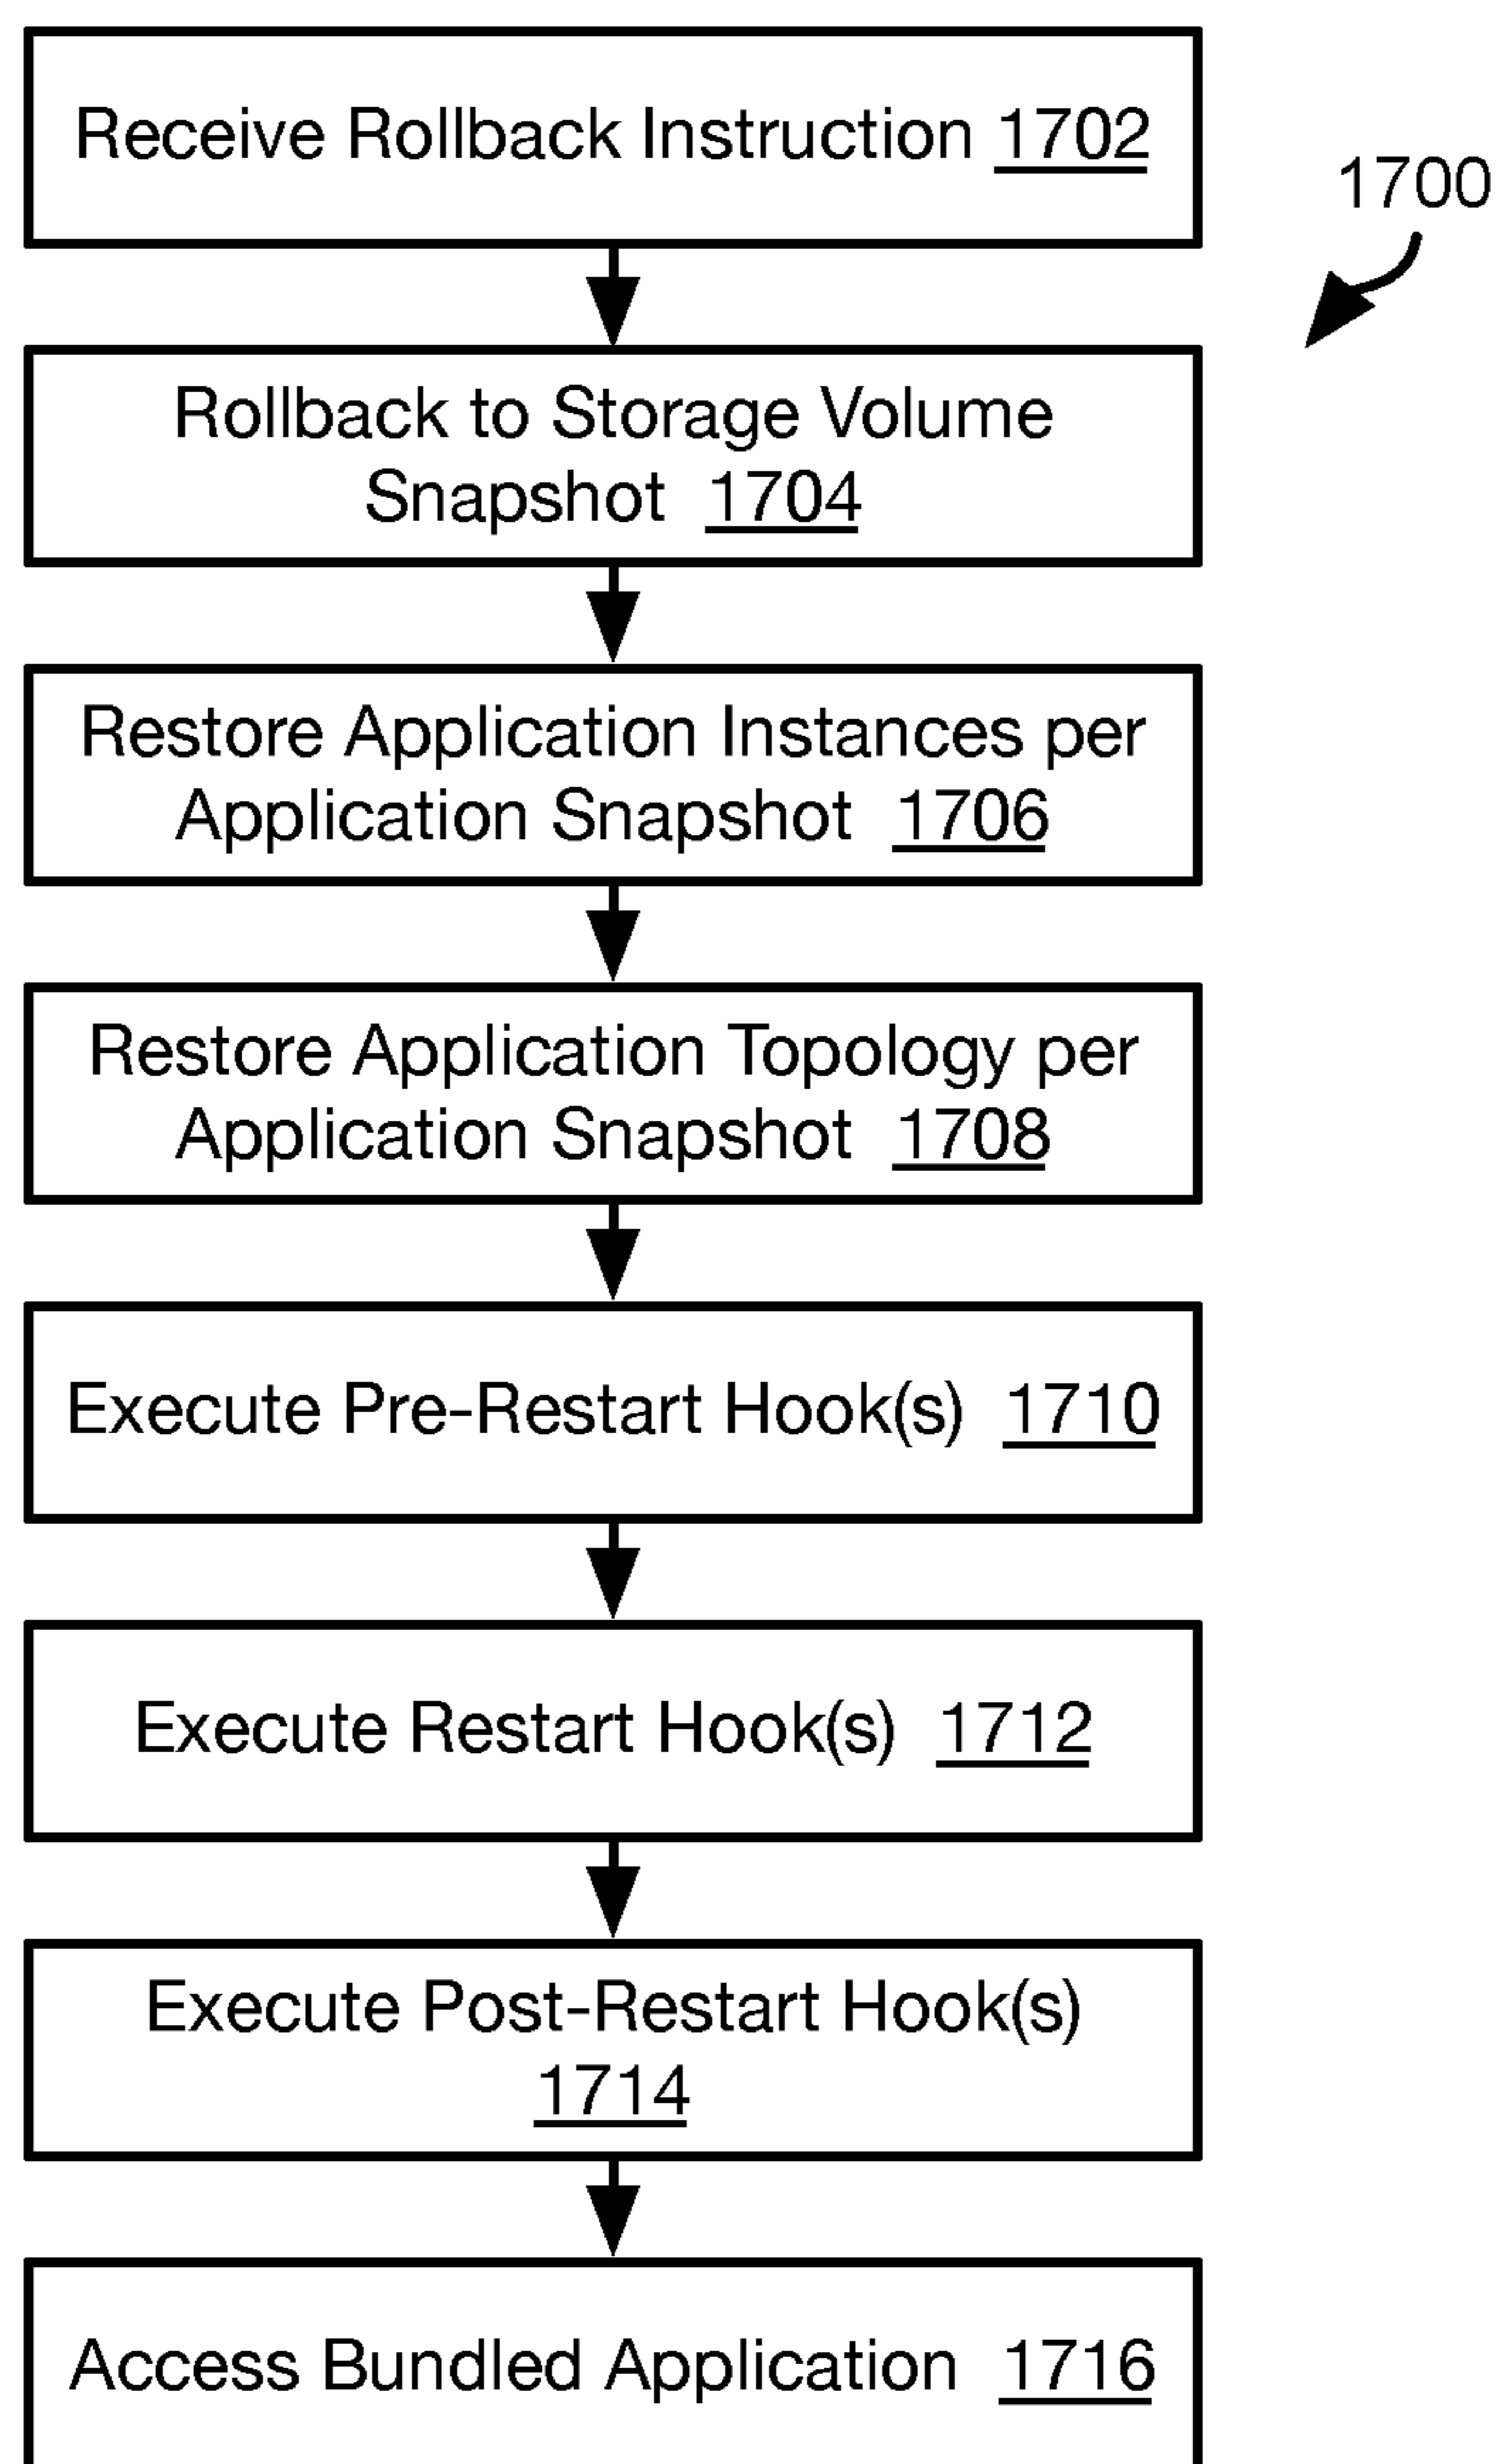 Receive Rollback Instruction 1702
1700
Rollback to Storage Volume
Snapshot 1704
Restore Application Instances per
Application Snapshot 1706
Restore Application Topology per
Application Snapshot 1708
Execute Pre-Restart Hook(s) 1710
Execute Restart Hook(s) 1712
Execute Post-Restart Hook(s)
1714
Access Bundled Application 1716